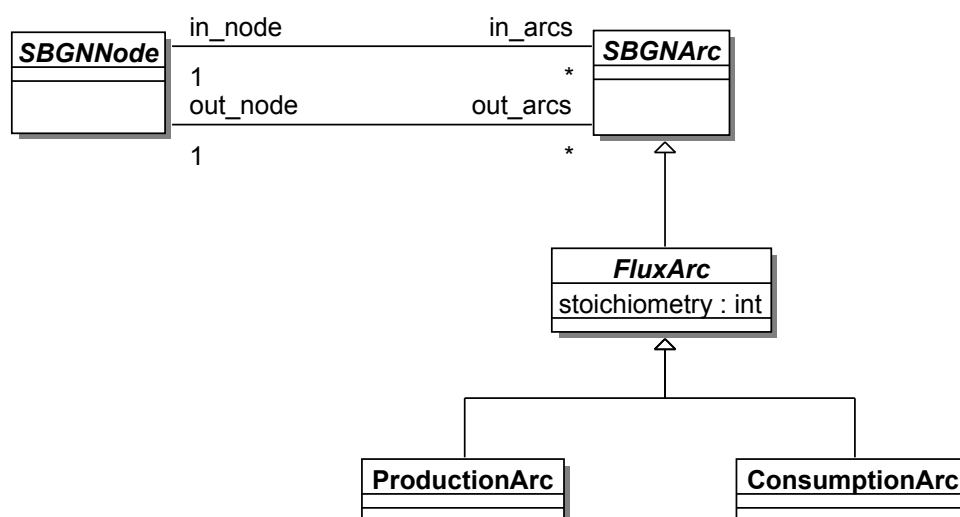 in_node in_arcs
SBGNNode SBGNArc
1 *
out_node out_arcs
1 *
FluxArc
stoichiometry : int
ProductionArc ConsumptionArc